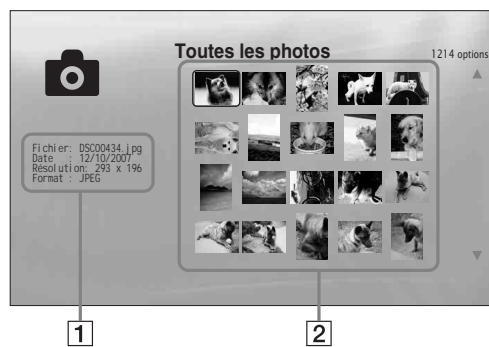 Toutes les photos
1214 options
Fichier: DSC00434.jpg
Date : 12/10/2007
Résolution: 293 x 196
Format : JPEG
1
2